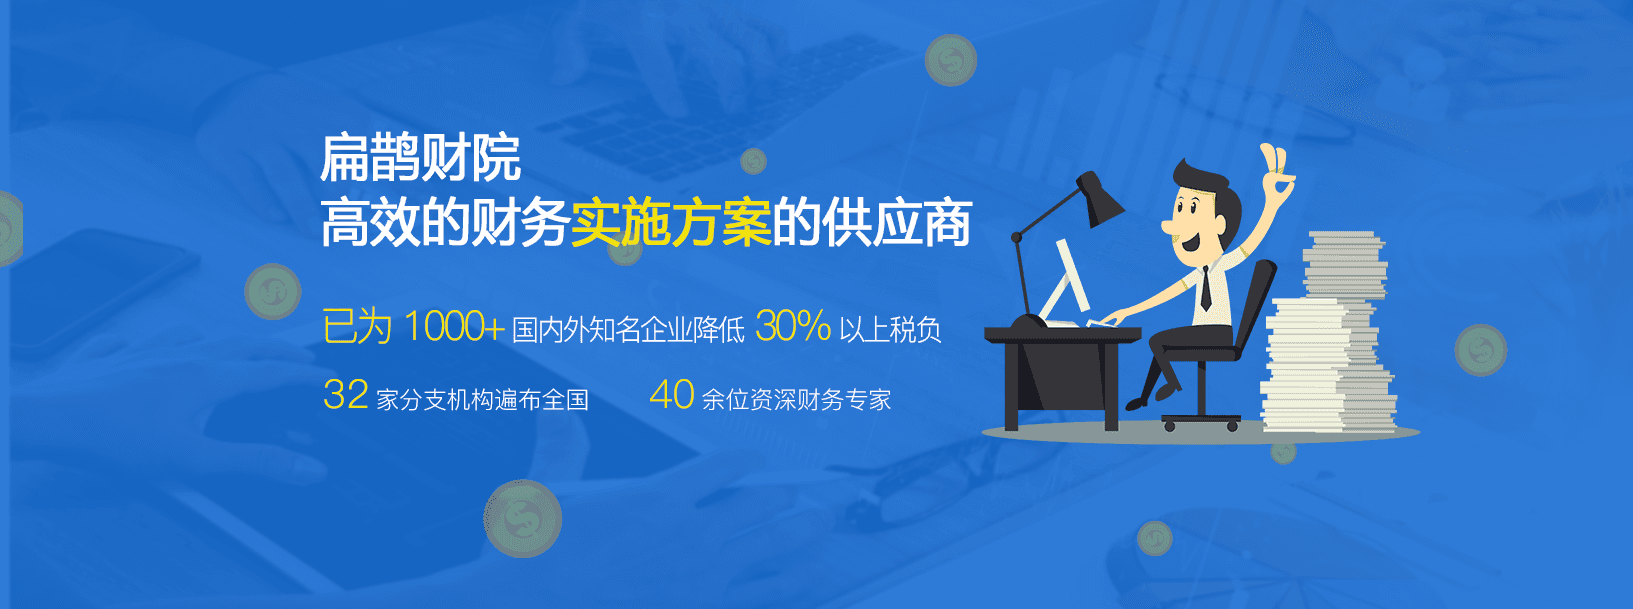 扁鹊财院
高效的财务实施方案的供应商
已为 1000+ 国内外知名企业降低 30% 以上税负
32 家分支机构遍布全国 40 余位资深财务专家